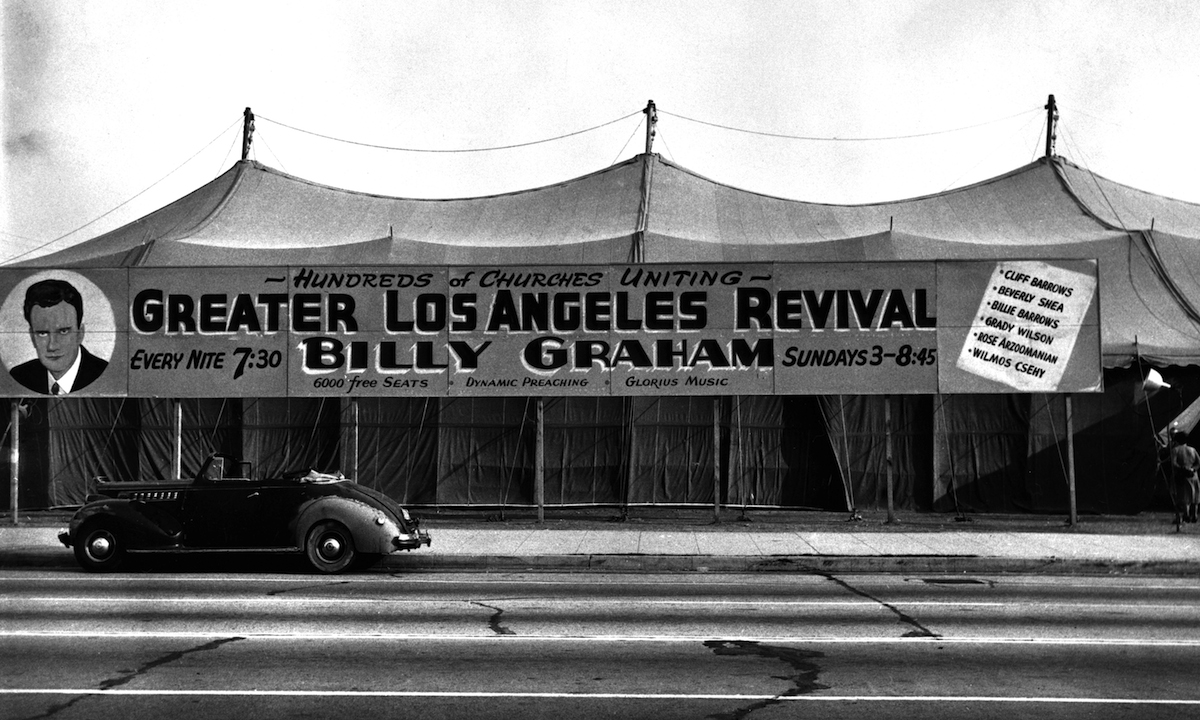 ~ HUNDREDS of CHURCHES UNITING ~
GREATER LOS ANGELES REVIVAL
EVERY NITE 7:30 BILLY GRAHAM SUNDAYS 3-8:45
6000 free SEATS • DYNAMIC PREACHING • GLORIUS MUSIC
• CLIFF BARROWS
• BEVERLY SHEA
• BILLIE BARROWS
• GRADY WILSON
• ROSE ARZOOMANIAN
• WILMOS CSEHY